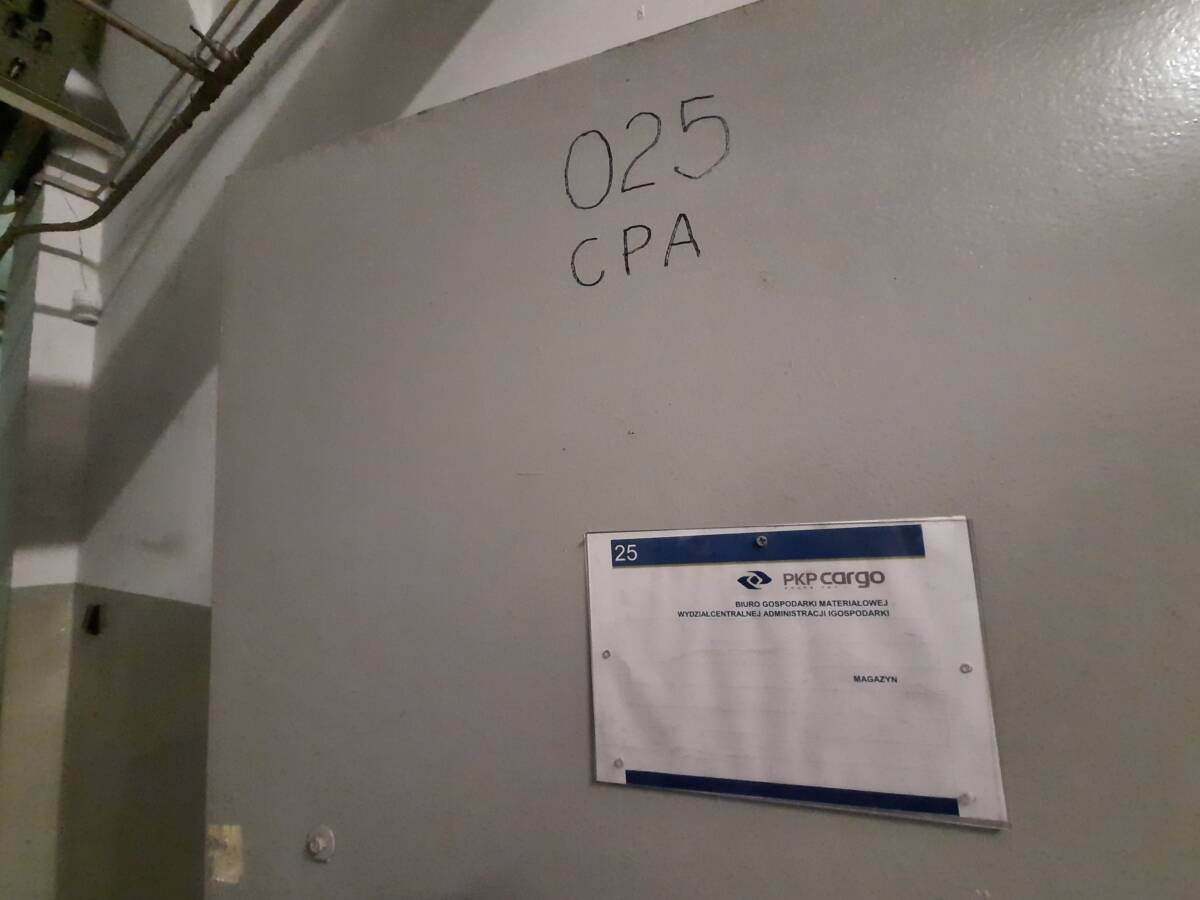 025
CPA
25
PKP CARGO
BIURO GOSPODARKI MATERIAŁOWEJ
WYDZIAŁCENTRALNEJ ADMINISTRACJI IGOSPODARKI
MAGAZYN